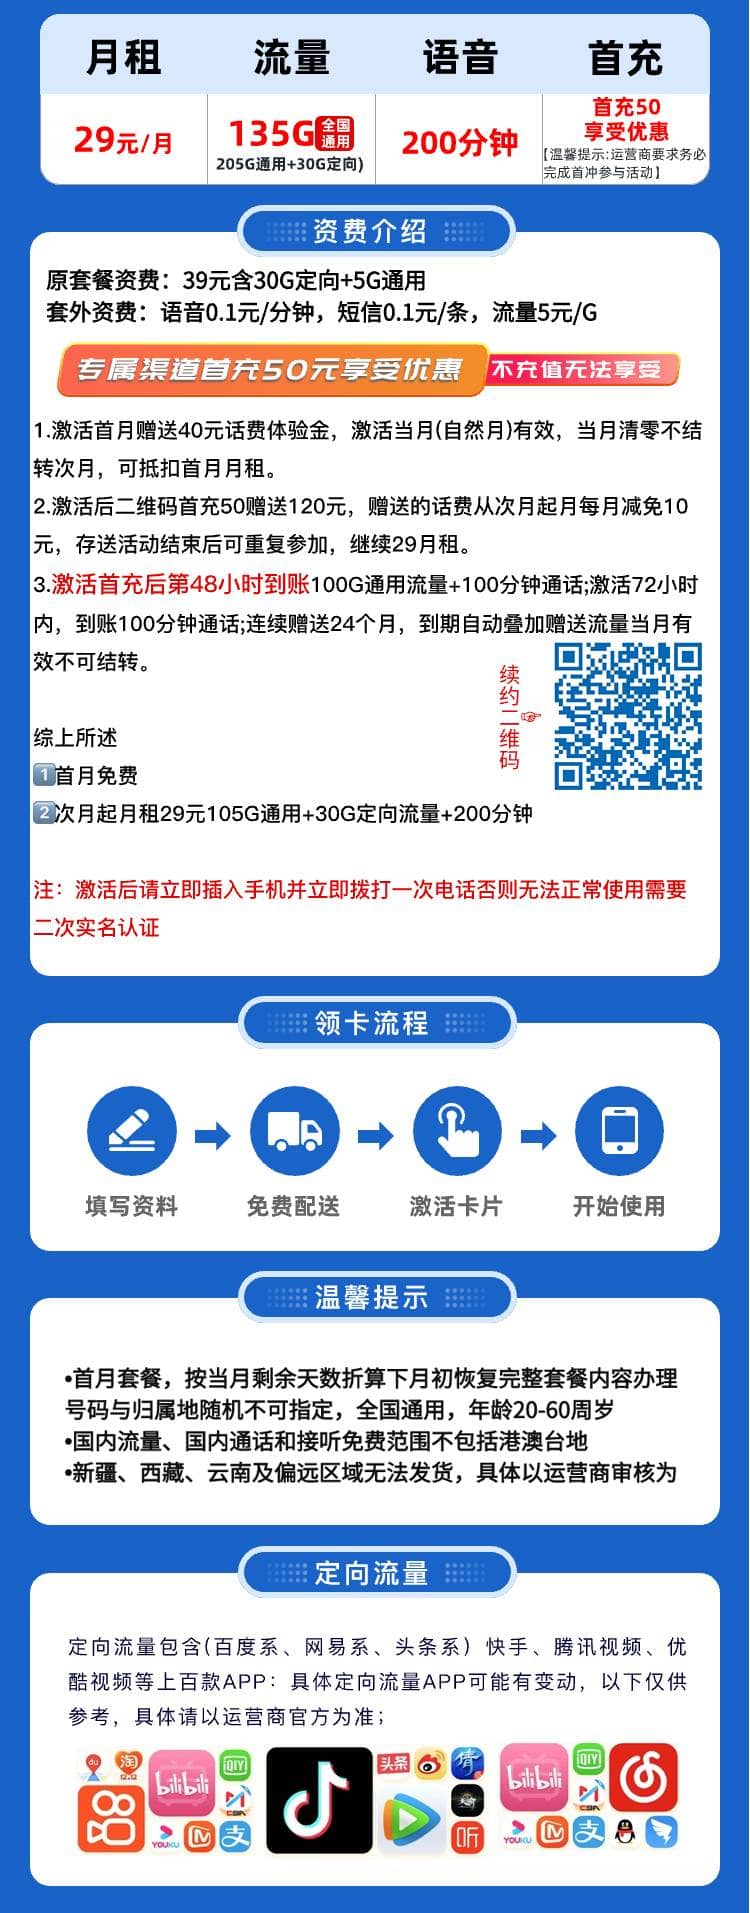 月租 流量 语音 首充
29元/月 135G全国通用 200分钟 首充50
享受优惠
205G通用+30G定向)
【温馨提示:运营商要求务必
完成首冲参与活动】
资费介绍
原套餐资费：39元含30G定向+5G通用
套外资费：语音0.1元/分钟，短信0.1元/条，流量5元/G
专属渠道首充50元享受优惠 不充值无法享受
1.激活首月赠送40元话费体验金，激活当月(自然月)有效，当月清零不结
转次月，可抵扣首月月租。
2.激活后二维码首充50赠送120元，赠送的话费从次月起月每月减免10
元，存送活动结束后可重复参加，继续29月租。
3.激活首充后第48小时到账100G通用流量+100分钟通话;激活72小时
内，到账100分钟通话;连续赠送24个月，到期自动叠加赠送流量当月有
效不可结转。
续约二维码
综上所述
1首月免费
2次月起月租29元105G通用+30G定向流量+200分钟
注：激活后请立即插入手机并立即拨打一次电话否则无法正常使用需要
二次实名认证
领卡流程
填写资料 免费配送 激活卡片 开始使用
温馨提示
•首月套餐，按当月剩余天数折算下月初恢复完整套餐内容办理
号码与归属地随机不可指定，全国通用，年龄20-60周岁
•国内流量、国内通话和接听免费范围不包括港澳台地
•新疆、西藏、云南及偏远区域无法发货，具体以运营商审核为
定向流量
定向流量包含(百度系、网易系、头条系）快手、腾讯视频、优
酷视频等上百款APP：具体定向流量APP可能有变动，以下仅供
参考，具体请以运营商官方为准；
du 淘 12.12 bilibili QIY CBA YOUKU 支 头条 倩 听 bilibili QIY CBA YOUKU 支